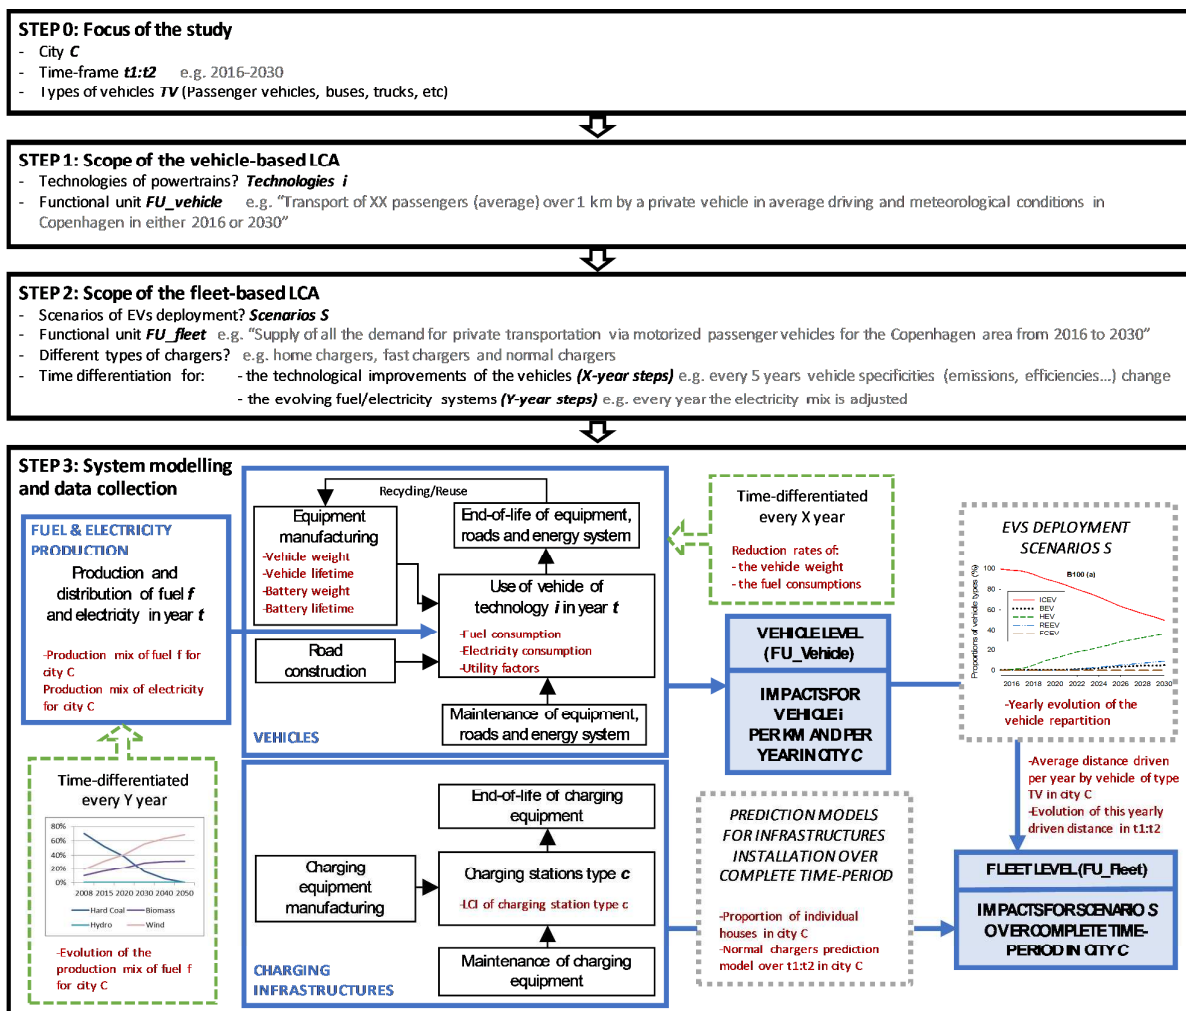 STEP 0: Focus of the study
- City C
- Time-frame t1:t2 e.g. 2016-2030
- Types of vehicles TV (Passenger vehicles, buses, trucks, etc)
STEP 1: Scope of the vehicle-based LCA
- Technologies of powertrains? Technologies i
- Functional unit FU_vehicle e.g. “Transport of XX passengers (average) over 1 km by a private vehicle in average driving and meteorological conditions in
Copenhagen in either 2016 or 2030”
STEP 2: Scope of the fleet-based LCA
- Scenarios of EVs deployment? Scenarios S
- Functional unit FU_fleet e.g. “Supply of all the demand for private transportation via motorized passenger vehicles for the Copenhagen area from 2016 to 2030”
- Different types of chargers? e.g. home chargers, fast chargers and normal chargers
- Time differentiation for: - the technological improvements of the vehicles (X-year steps) e.g. every 5 years vehicle specificities (emissions, efficiencies...) change
- the evolving fuel/electricity systems (Y-year steps) e.g. every year the electricity mix is adjusted
STEP 3: System modelling
and data collection
FUEL & ELECTRICITY
PRODUCTION
Production and
distribution of fuel f
and electricity in year t
-Production mix of fuel f for
city C
Production mix of electricity
for city C
Time-differentiated
every Y year
80%
60%
40%
20%
0%
2008 2015 2020 2030 2040 2050
Hard Coal
Biomass
Hydro
Wind
-Evolution of the
production mix of fuel f
for city C
Recycling/Reuse
Equipment
manufacturing
-Vehicle weight
-Vehicle lifetime
-Battery weight
-Battery lifetime
End-of-life of equipment,
roads and energy system
Use of vehicle of
technology i in year t
-Fuel consumption
-Electricity consumption
-Utility factors
Road
construction
Maintenance of equipment,
roads and energy system
VEHICLES
Time-differentiated
every X year
Reduction rates of:
- the vehicle weight
- the fuel consumptions
VEHICLE LEVEL
(FU_Vehicle)
IMPACTS FOR
VEHICLE i
PER KM AND PER
YEAR IN CITY C
EVS DEPLOYMENT
SCENARIOS S
B100 (a)
Proportions of vehicle types (%)
100
80
60
40
20
0
ICEV
BEV
HEV
REEV
FCEV
2016 2018 2020 2022 2024 2026 2028 2030
-Yearly evolution of the
vehicle repartition
-Average distance driven
per year by vehicle of type
TV in city C
-Evolution of this yearly
driven distance in t1:t2
End-of-life of charging
equipment
Charging
equipment
manufacturing
Charging stations type c
-LCI of charging station type c
Maintenance of charging
equipment
CHARGING
INFRASTRUCTURES
PREDICTION MODELS
FOR INFRASTRUCTURES
INSTALLATION OVER
COMPLETE TIME-PERIOD
-Proportion of individual
houses in city C
-Normal chargers prediction
model over t1:t2 in city C
FLEET LEVEL (FU_Fleet)
IMPACTS FOR SCENARIO S
OVER COMPLETE TIME-
PERIOD IN CITY C